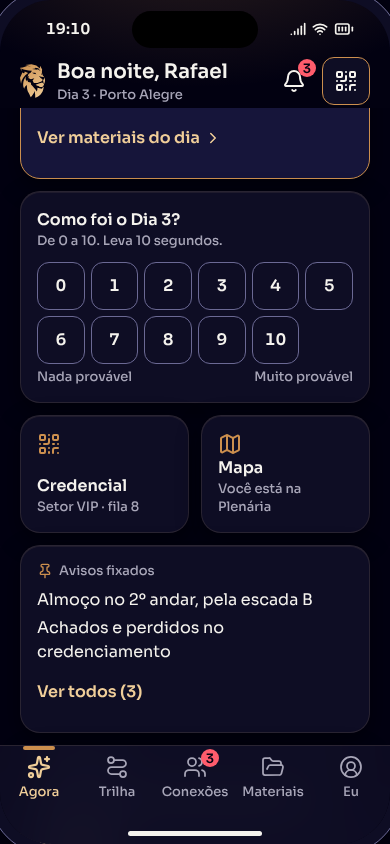 19:10
Boa noite, Rafael
Dia 3 · Porto Alegre
3
Ver materiais do dia
Como foi o Dia 3?
De 0 a 10. Leva 10 segundos.
0 1 2 3 4 5
6 7 8 9 10
Nada provável Muito provável
Credencial
Setor VIP · fila 8
Mapa
Você está na
Plenária
Avisos fixados
Almoço no 2º andar, pela escada B
Achados e perdidos no
credenciamento
Ver todos (3)
3
Agora Trilha Conexões Materiais Eu